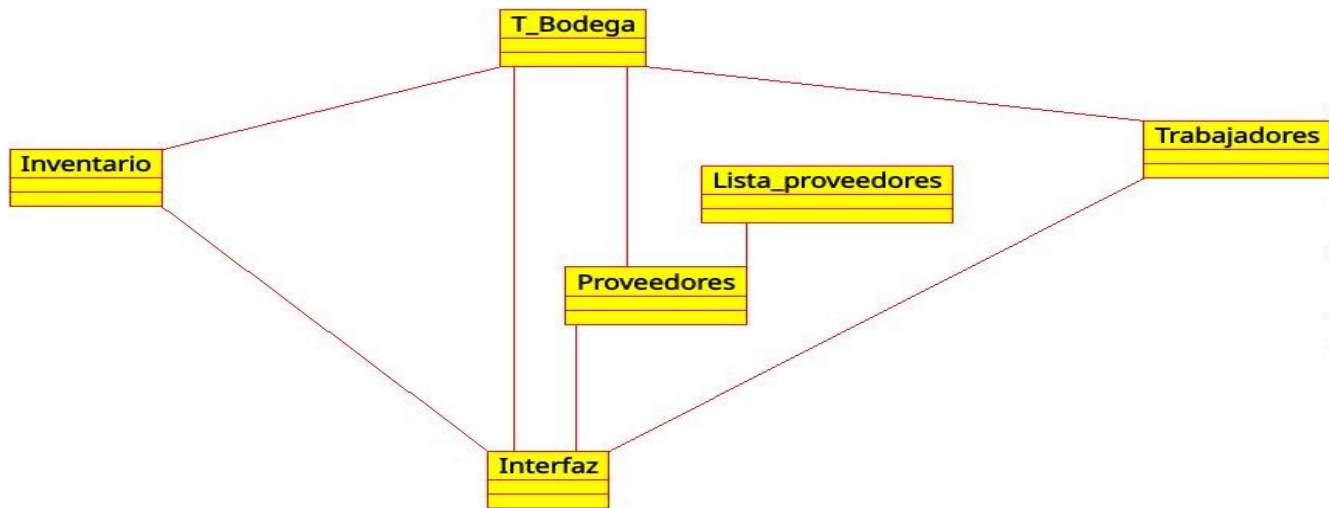 T_Bodega
Inventario
Trabajadores
Lista_proveedores
Proveedores
Interfaz